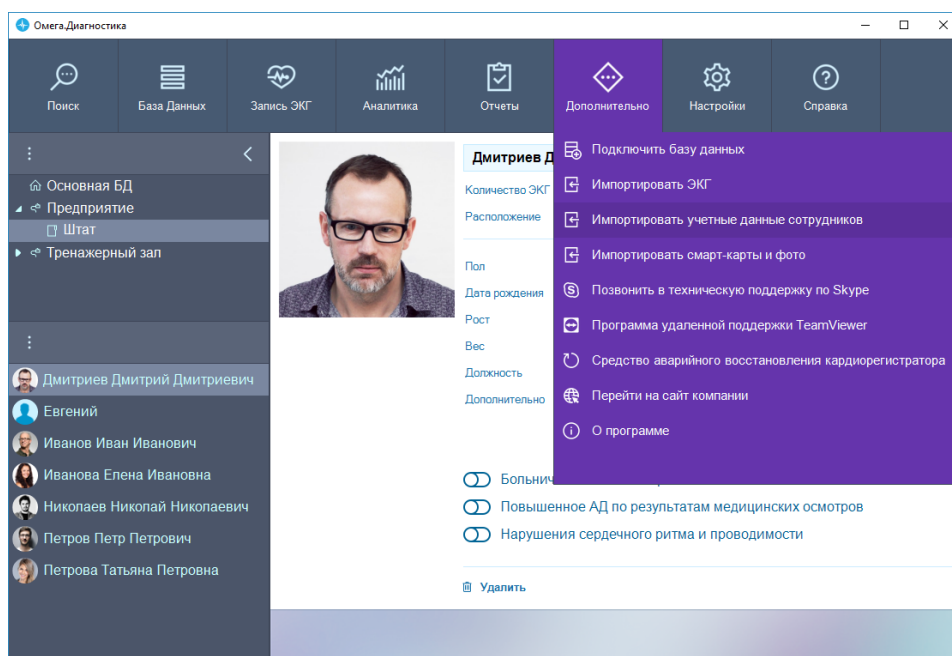 Омега.Диагностика
Поиск
База Данных
Запись ЭКГ
Аналитика
Отчеты
Дополнительно
Настройки
Справка
Основная БД
Предприятие
Штат
Тренажерный зал
Дмитриев Дмитрий Дмитриевич
Евгений
Иванов Иван Иванович
Иванова Елена Ивановна
Николаев Николай Николаевич
Петров Петр Петрович
Петрова Татьяна Петровна
Дмитриев Д
Количество ЭКГ
Расположение
Пол
Дата рождения
Рост
Вес
Должность
Дополнительно
Подключить базу данных
Импортировать ЭКГ
Импортировать учетные данные сотрудников
Импортировать смарт-карты и фото
Позвонить в техническую поддержку по Skype
Программа удаленной поддержки TeamViewer
Средство аварийного восстановления кардиорегистратора
Перейти на сайт компании
О программе
Больнич
Повышенное АД по результатам медицинских осмотров
Нарушения сердечного ритма и проводимости
Удалить